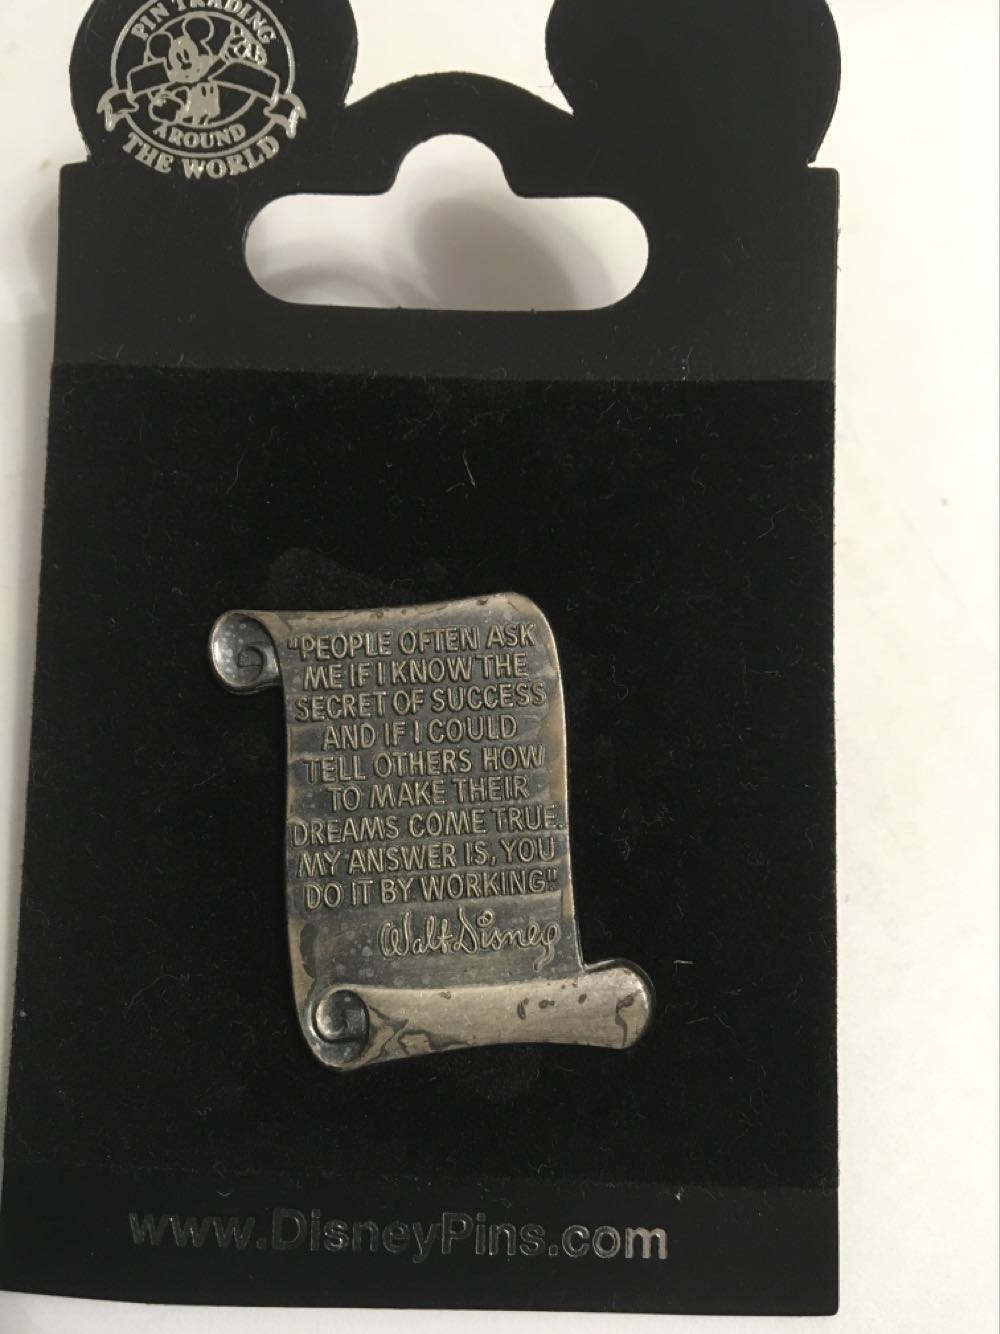 PIN TRADING
AROUND
THE WORLD
"PEOPLE OFTEN ASK
ME IF I KNOW THE
SECRET OF SUCCESS
AND IF I COULD
TELL OTHERS HOW
TO MAKE THEIR
DREAMS COME TRUE.
MY ANSWER IS, YOU
DO IT BY WORKING."
Walt Disney
www.DisneyPins.com